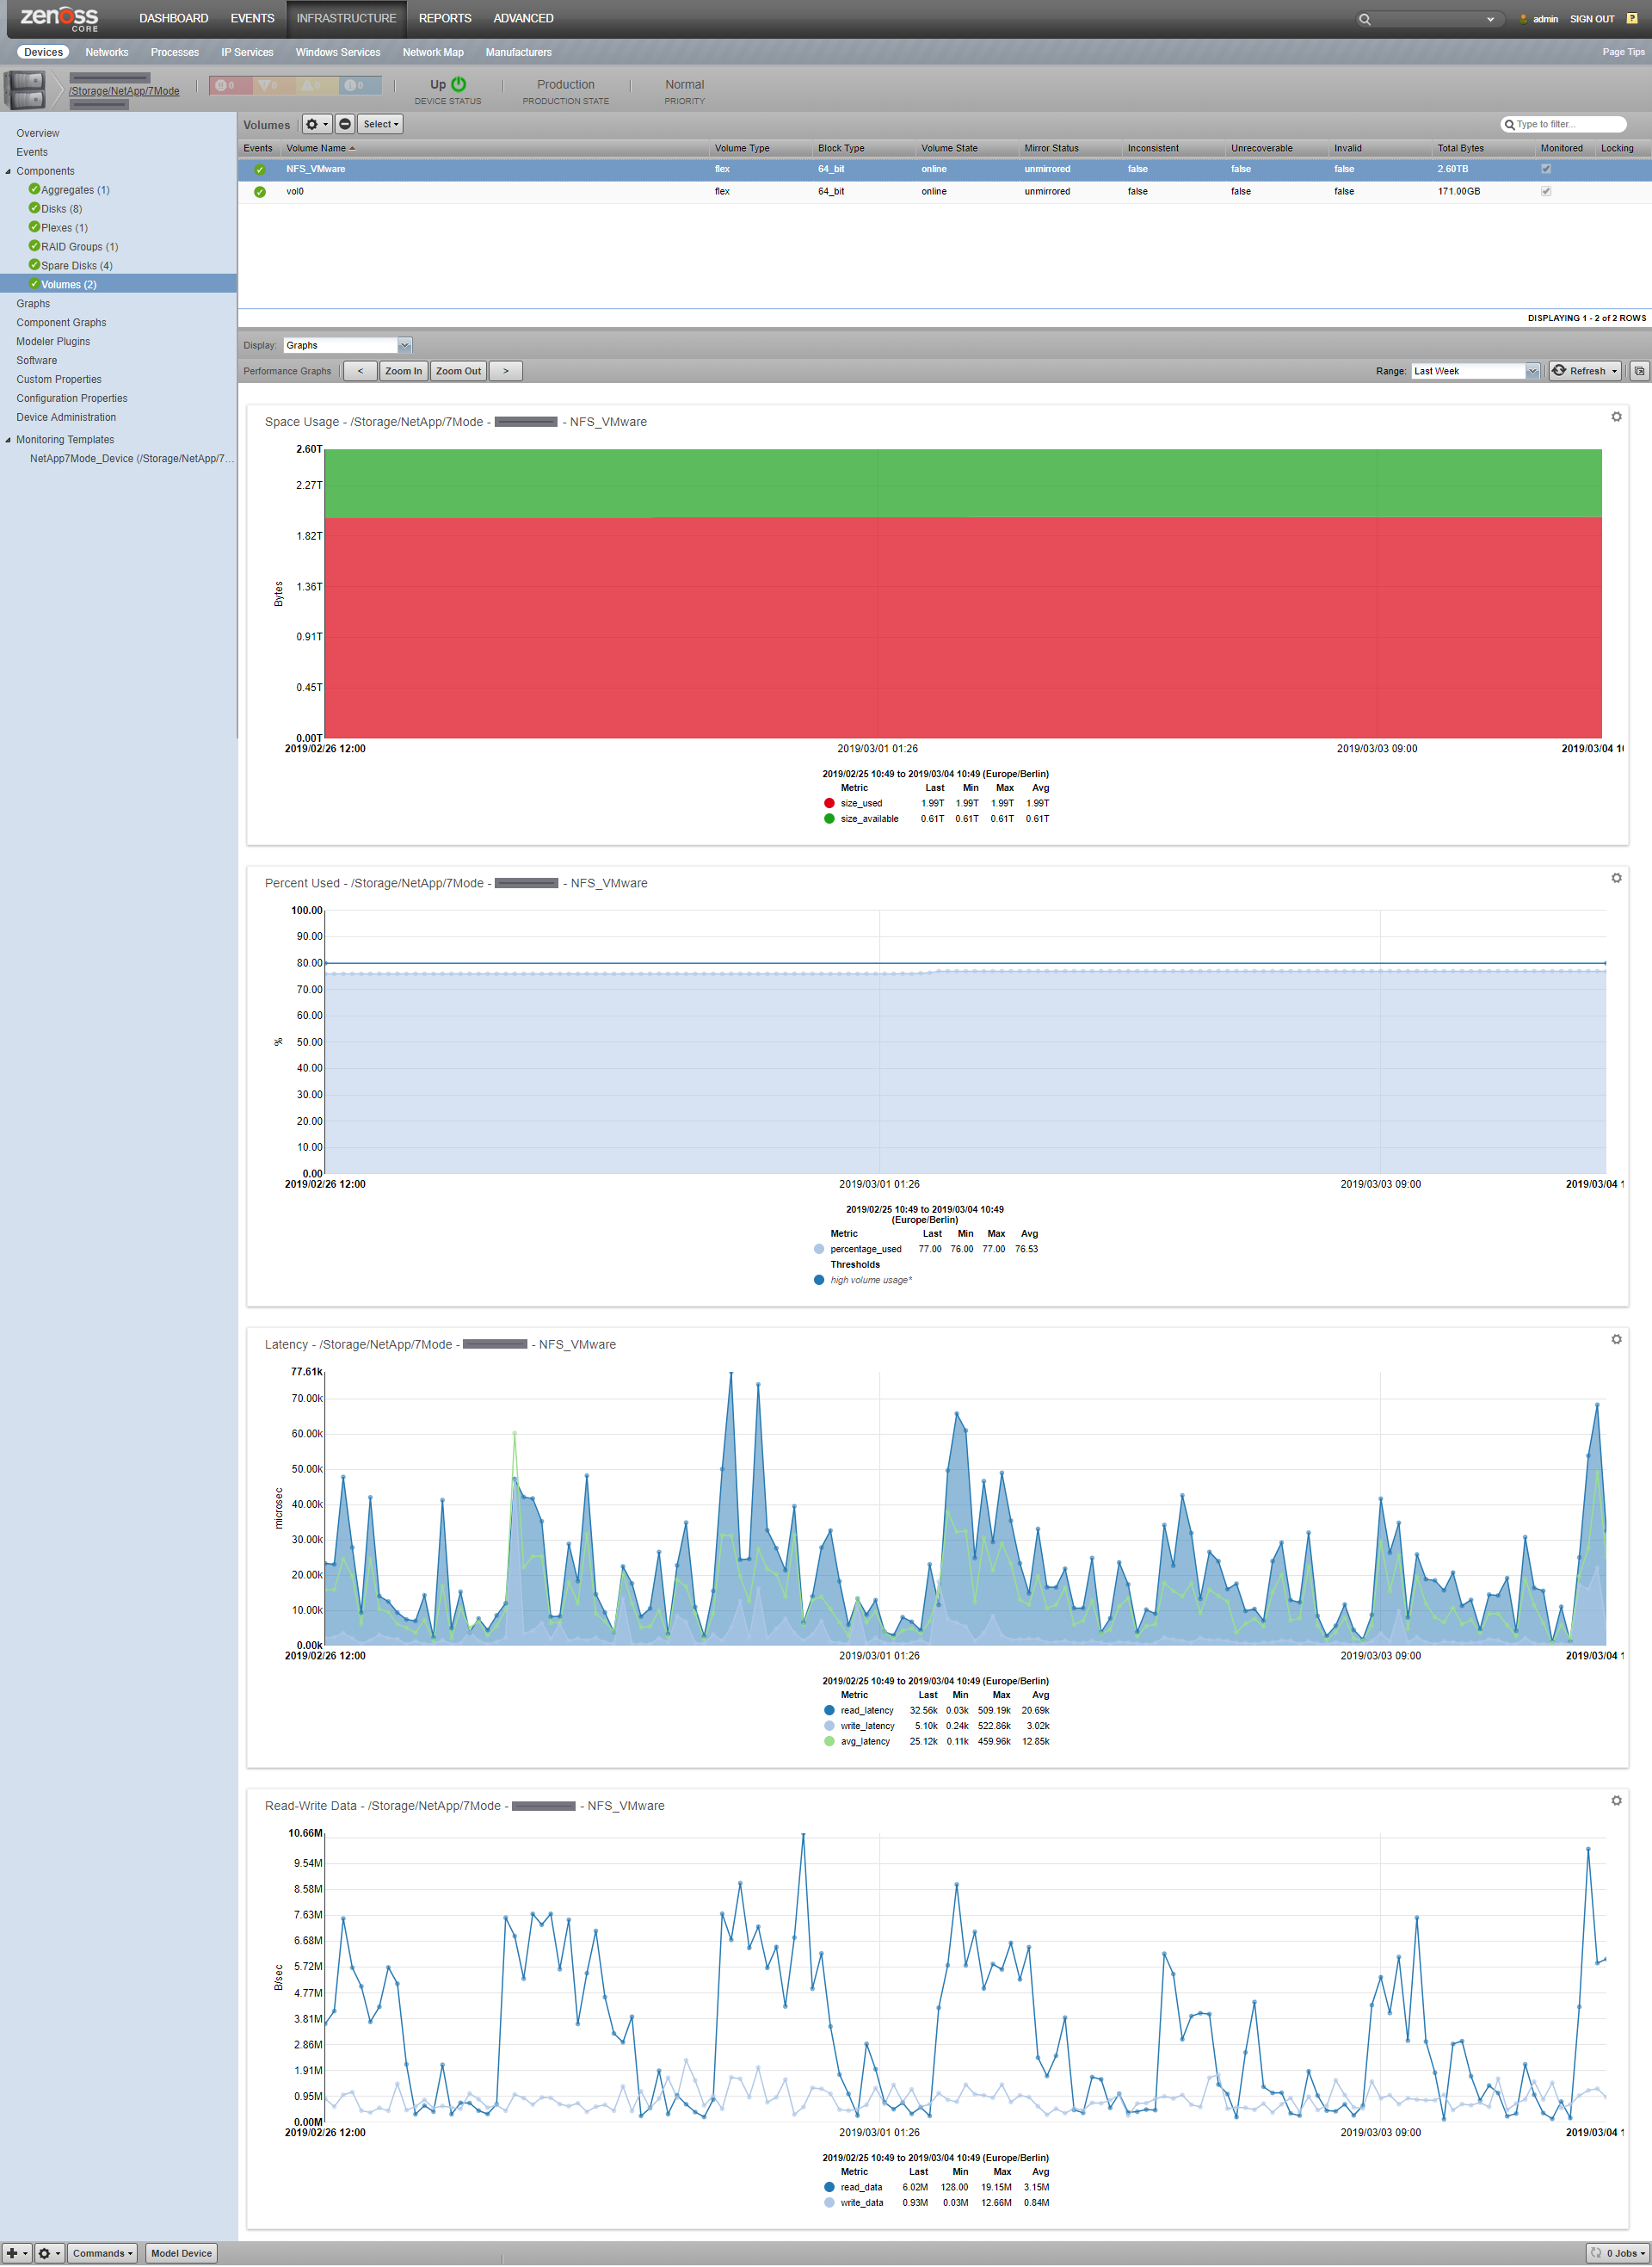 zenoss
CORE
DASHBOARD EVENTS INFRASTRUCTURE REPORTS ADVANCED
admin SIGN OUT ?
Devices Networks Processes IP Services Windows Services Network Map Manufacturers
Page Tips
/Storage/NetApp/7Mode
0 0 0 0
Up
DEVICE STATUS
Production
PRODUCTION STATE
Normal
PRIORITY
Overview
Events
Components
Aggregates (1)
Disks (8)
Plexes (1)
RAID Groups (1)
Spare Disks (4)
Volumes (2)
Graphs
Component Graphs
Modeler Plugins
Software
Custom Properties
Configuration Properties
Device Administration
Monitoring Templates
NetApp7Mode_Device (/Storage/NetApp/7...
Volumes Select Type to filter...
Events Volume Name Volume Type Block Type Volume State Mirror Status Inconsistent Unrecoverable Invalid Total Bytes Monitored Locking
NFS_VMware flex 64_bit online unmirrored false false false 2.60TB
vol0 flex 64_bit online unmirrored false false false 171.00GB
DISPLAYING 1 - 2 of 2 ROWS
Display: Graphs
Performance Graphs < Zoom In Zoom Out > Range: Last Week Refresh
Space Usage - /Storage/NetApp/7Mode - - NFS_VMware
2.60T
2.27T
1.82T
1.36T
0.91T
0.45T
0.00T
Bytes
2019/02/26 12:00 2019/03/01 01:26 2019/03/03 09:00 2019/03/04 1
2019/02/25 10:49 to 2019/03/04 10:49 (Europe/Berlin)
Metric Last Min Max Avg
size_used 1.99T 1.99T 1.99T 1.99T
size_available 0.61T 0.61T 0.61T 0.61T
Percent Used - /Storage/NetApp/7Mode - - NFS_VMware
100.00
90.00
80.00
70.00
60.00
50.00
40.00
30.00
20.00
10.00
0.00
%
2019/02/26 12:00 2019/03/01 01:26 2019/03/03 09:00 2019/03/04 1
2019/02/25 10:49 to 2019/03/04 10:49
(Europe/Berlin)
Metric Last Min Max Avg
percentage_used 77.00 76.00 77.00 76.53
Thresholds
high volume usage*
Latency - /Storage/NetApp/7Mode - - NFS_VMware
77.61k
70.00k
60.00k
50.00k
40.00k
30.00k
20.00k
10.00k
0.00k
microsec
2019/02/26 12:00 2019/03/01 01:26 2019/03/03 09:00 2019/03/04 1
2019/02/25 10:49 to 2019/03/04 10:49 (Europe/Berlin)
Metric Last Min Max Avg
read_latency 32.56k 0.03k 509.19k 20.69k
write_latency 5.10k 0.24k 522.86k 3.02k
avg_latency 25.12k 0.11k 459.96k 12.85k
Read-Write Data - /Storage/NetApp/7Mode - - NFS_VMware
10.66M
9.54M
8.58M
7.63M
6.68M
5.72M
4.77M
3.81M
2.86M
1.91M
0.95M
0.00M
B/sec
2019/02/26 12:00 2019/03/01 01:26 2019/03/03 09:00 2019/03/04 1
2019/02/25 10:49 to 2019/03/04 10:49 (Europe/Berlin)
Metric Last Min Max Avg
read_data 6.02M 128.00 19.15M 3.15M
write_data 0.93M 0.03M 12.66M 0.84M
Commands Model Device 0 Jobs